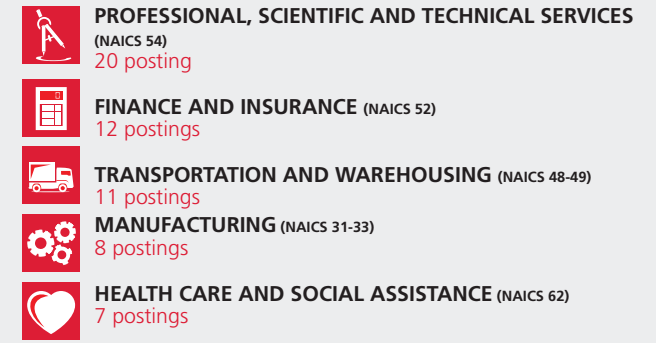 PROFESSIONAL, SCIENTIFIC AND TECHNICAL SERVICES
(NAICS 54)
20 posting
FINANCE AND INSURANCE (NAICS 52)
12 postings
TRANSPORTATION AND WAREHOUSING (NAICS 48-49)
11 postings
MANUFACTURING (NAICS 31-33)
8 postings
HEALTH CARE AND SOCIAL ASSISTANCE (NAICS 62)
7 postings